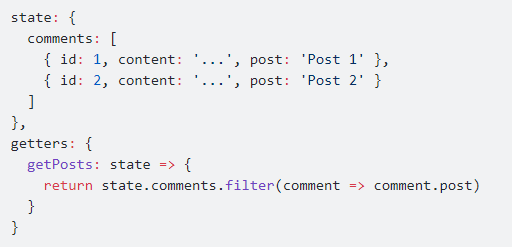 state: {
  comments: [
    { id: 1, content: '...', post: 'Post 1' },
    { id: 2, content: '...', post: 'Post 2' }
  ]
},
getters: {
  getPosts: state => {
    return state.comments.filter(comment => comment.post)
  }
}